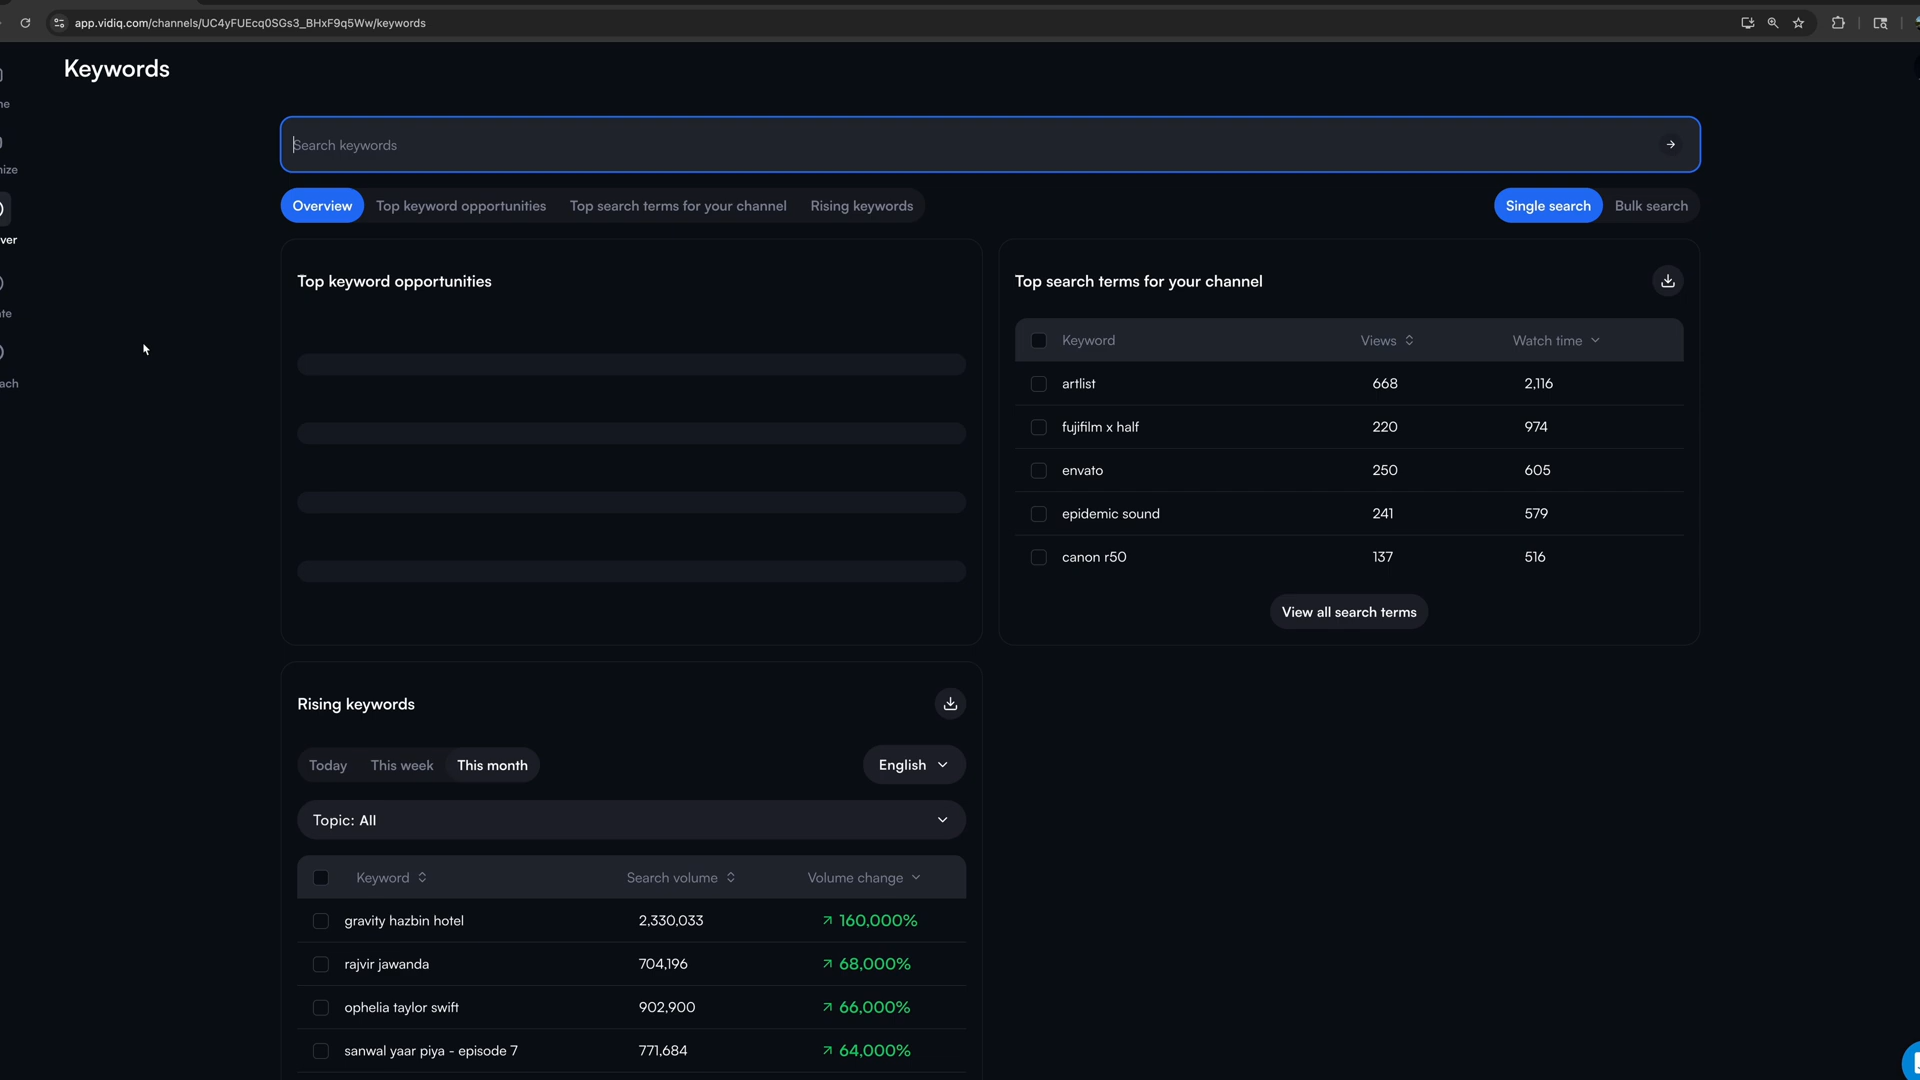 app.vidiq.com/channels/UC4yFUEcq0SGs3_BHxF9q5Ww/keywords
Keywords
Search keywords
Overview Top keyword opportunities Top search terms for your channel Rising keywords Single search Bulk search
Top keyword opportunities
Top search terms for your channel
Keyword Views Watch time
artlist 668 2,116
fujifilm x half 220 974
envato 250 605
epidemic sound 241 579
canon r50 137 516
View all search terms
Rising keywords
Today This week This month English
Topic: All
Keyword Search volume Volume change
gravity hazbin hotel 2,330,033 160,000%
rajvir jawanda 704,196 68,000%
ophelia taylor swift 902,900 66,000%
sanwal yaar piya - episode 7 771,684 64,000%